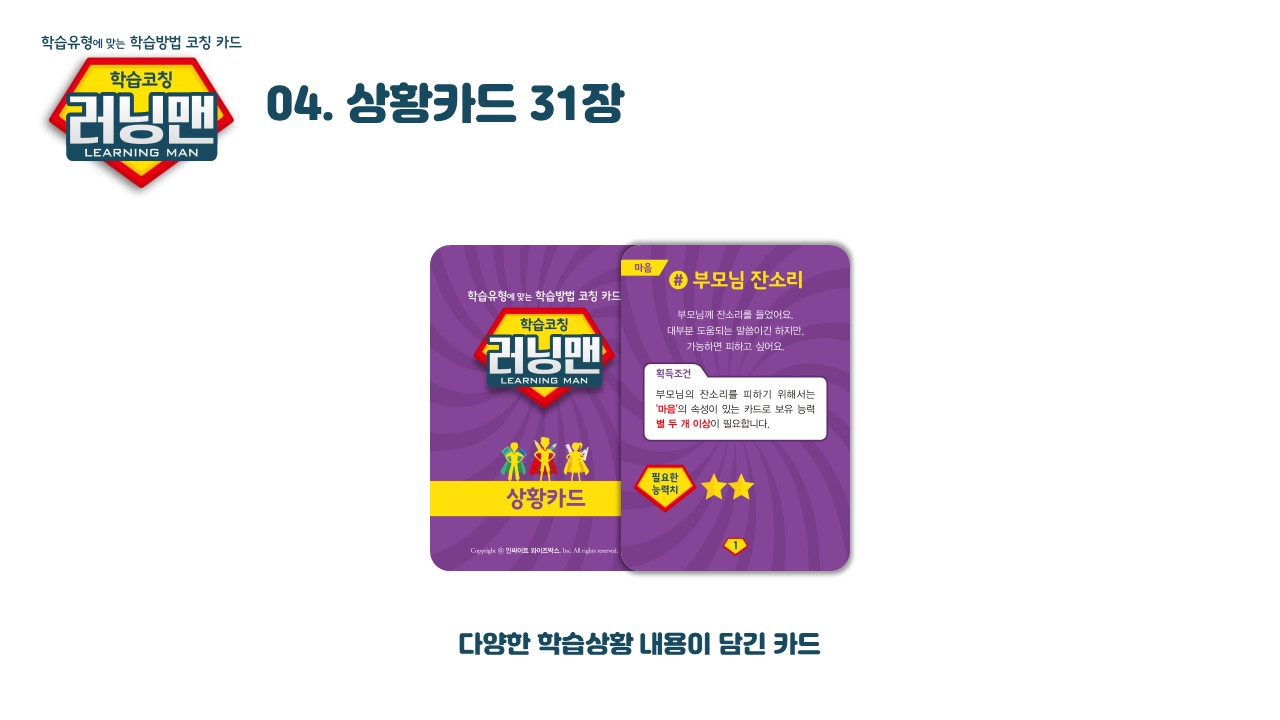 학습유형에 맞는 학습방법 코칭 카드
학습코칭
러닝맨
LEARNING MAN
04. 상황카드 31장
학습유형에 맞는 학습방법 코칭 카드
학습코칭
러닝맨
LEARNING MAN
상황카드
Copyright ⓒ 인싸이트 와이즈박스. Inc. All rights reserved.
마음
# 부모님 잔소리
부모님께 잔소리를 들었어요.
대부분 도움되는 말씀이긴 하지만,
가능하면 피하고 싶어요.
획득조건
부모님의 잔소리를 피하기 위해서는
'마음'의 속성이 있는 카드로 보유 능력
별 두 개 이상이 필요합니다.
필요한
능력치
1
다양한 학습상황 내용이 담긴 카드